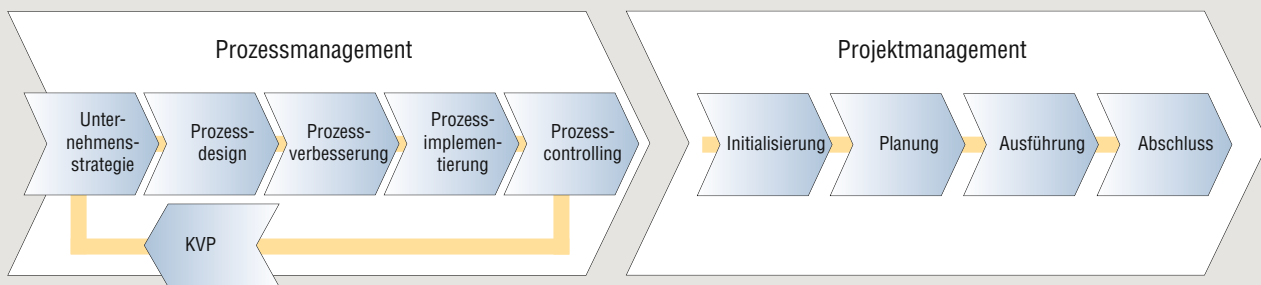 Prozessmanagement
Unter-
nehmens-
strategie
Prozess-
design
Prozess-
verbesserung
Prozess-
implemen-
tierung
Prozess-
controlling
KVP
Projektmanagement
Initialisierung
Planung
Ausführung
Abschluss